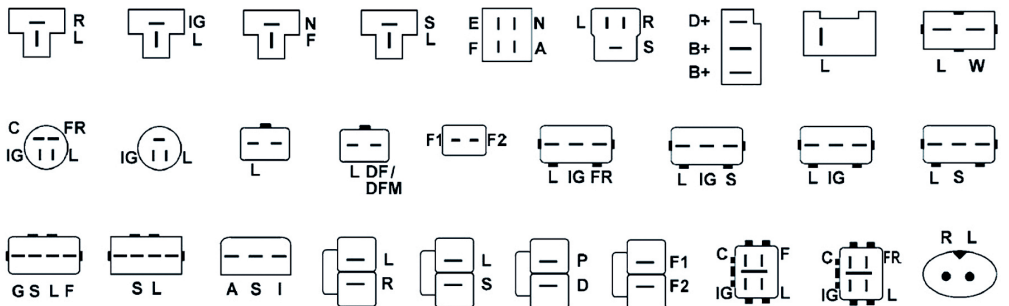 R
L
IG
L
N
F
S
L
E N
F A
L R
S
D+
B+
B+
L
L W
C FR
IG L
IG L
L
L DF/
DFM
F1 F2
L IG FR
L IG S
L IG
L S
G S L F
S L
A S I
L
R
L
S
P
D
F1
F2
C F
IG L
C FR
IG L
R L